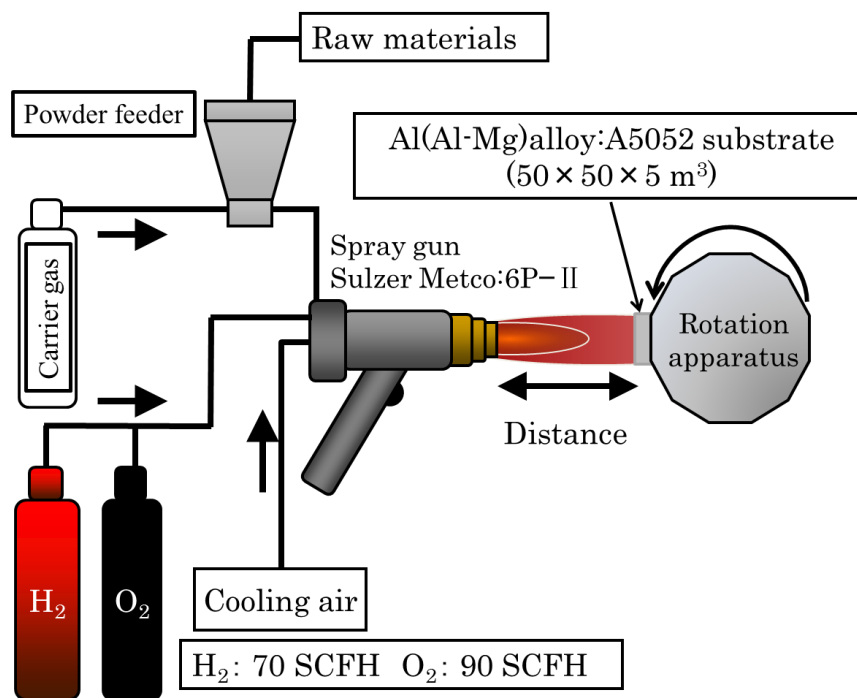 Raw materials
Powder feeder
Al(Al-Mg)alloy:A5052 substrate
(50×50×5 m³)
Carrier gas
Spray gun
Sulzer Metco:6P-Ⅱ
Rotation
apparatus
Distance
H₂
O₂
Cooling air
H₂: 70 SCFH O₂: 90 SCFH